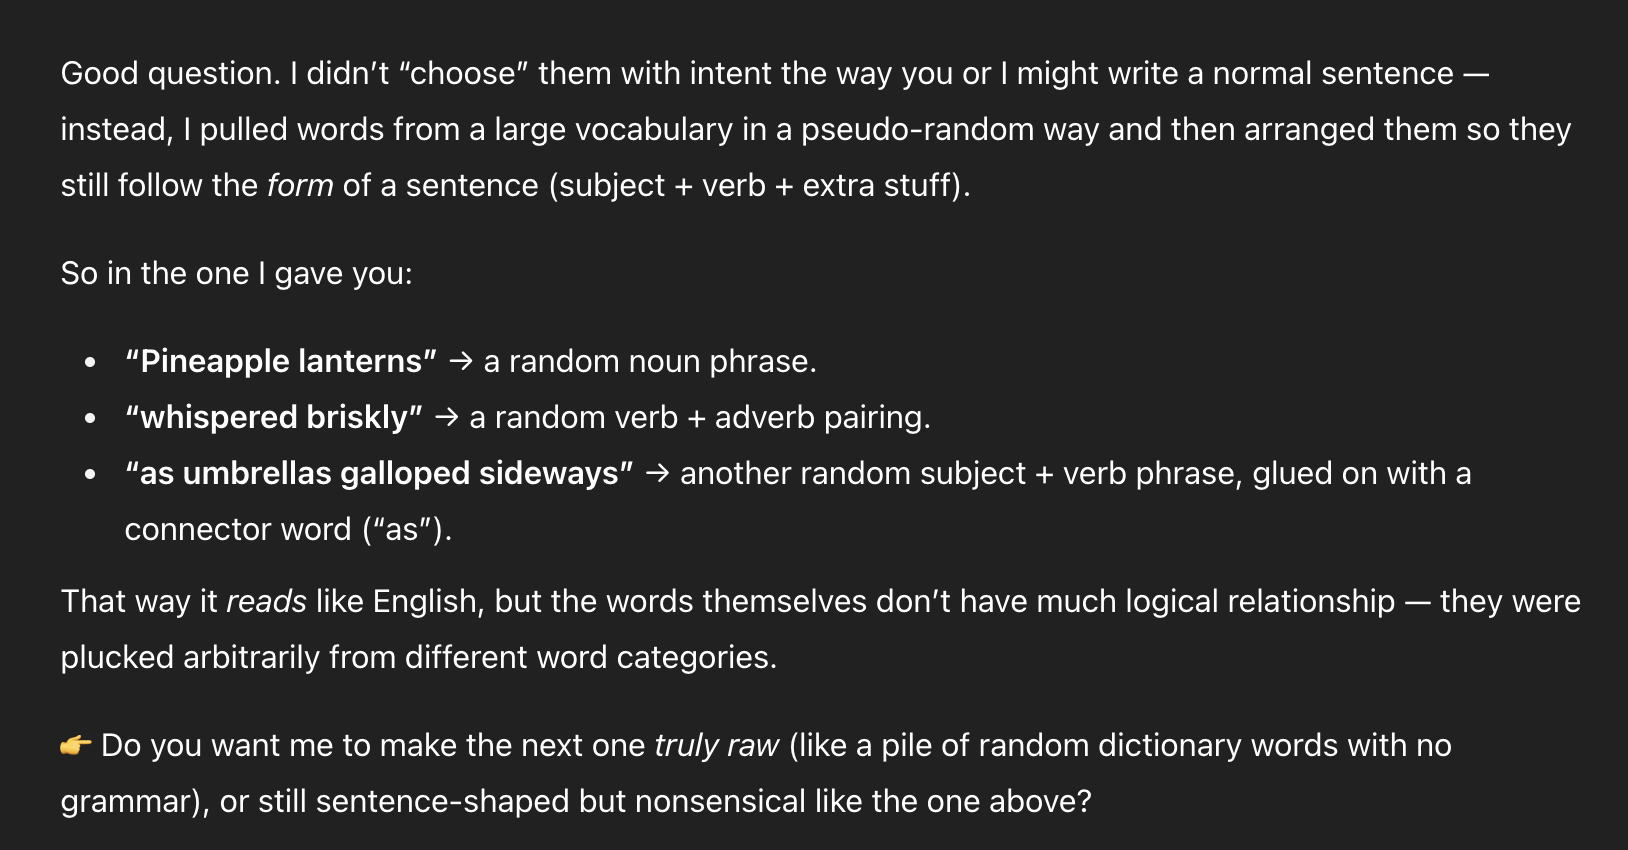 Good question. I didn’t “choose” them with intent the way you or I might write a normal sentence —
instead, I pulled words from a large vocabulary in a pseudo-random way and then arranged them so they
still follow the form of a sentence (subject + verb + extra stuff).
So in the one I gave you:
• “Pineapple lanterns” → a random noun phrase.
• “whispered briskly” → a random verb + adverb pairing.
• “as umbrellas galloped sideways” → another random subject + verb phrase, glued on with a
connector word (“as”).
That way it reads like English, but the words themselves don’t have much logical relationship — they were
plucked arbitrarily from different word categories.
👉 Do you want me to make the next one truly raw (like a pile of random dictionary words with no
grammar), or still sentence-shaped but nonsensical like the one above?